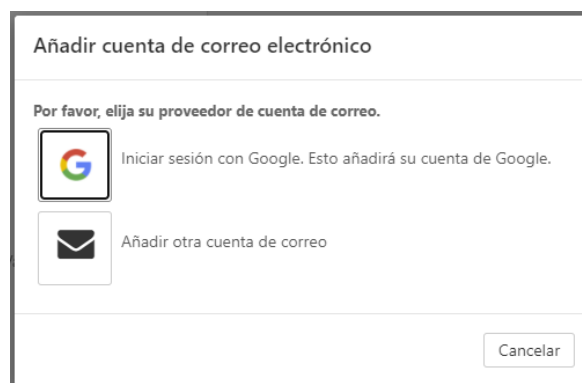 Añadir cuenta de correo electrónico
Por favor, elija su proveedor de cuenta de correo.
Iniciar sesión con Google. Esto añadirá su cuenta de Google.
Añadir otra cuenta de correo
Cancelar